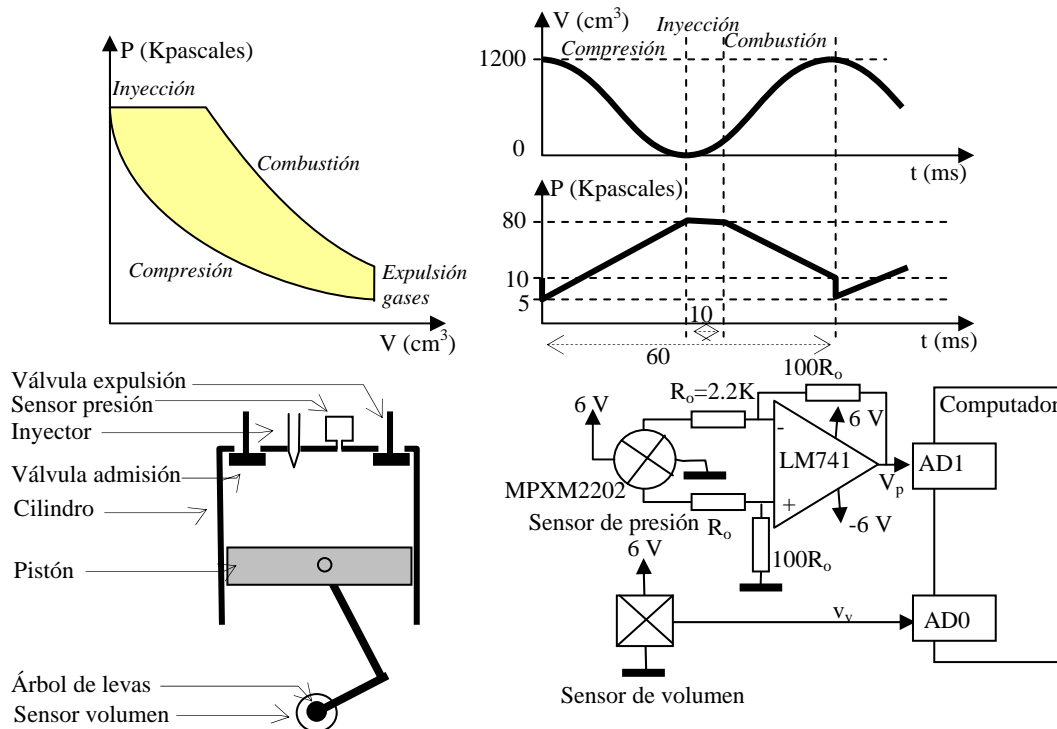 P (Kpascales)
Inyección
Combustión
Compresión
Expulsión
gases
V (cm³)
V (cm³)
Inyección
Compresión
Combustión
1200
0
t (ms)
P (Kpascales)
80
10
5
10
60
t (ms)
Válvula expulsión
Sensor presión
Inyector
Válvula admisión
Cilindro
Pistón
Árbol de levas
Sensor volumen
100Rₒ
Rₒ=2.2K
6 V
6 V
Computador
-
LM741
AD1
MPXM2202
Vₚ
+
-6 V
Sensor de presión
Rₒ
6 V
100Rₒ
vᵥ
AD0
Sensor de volumen